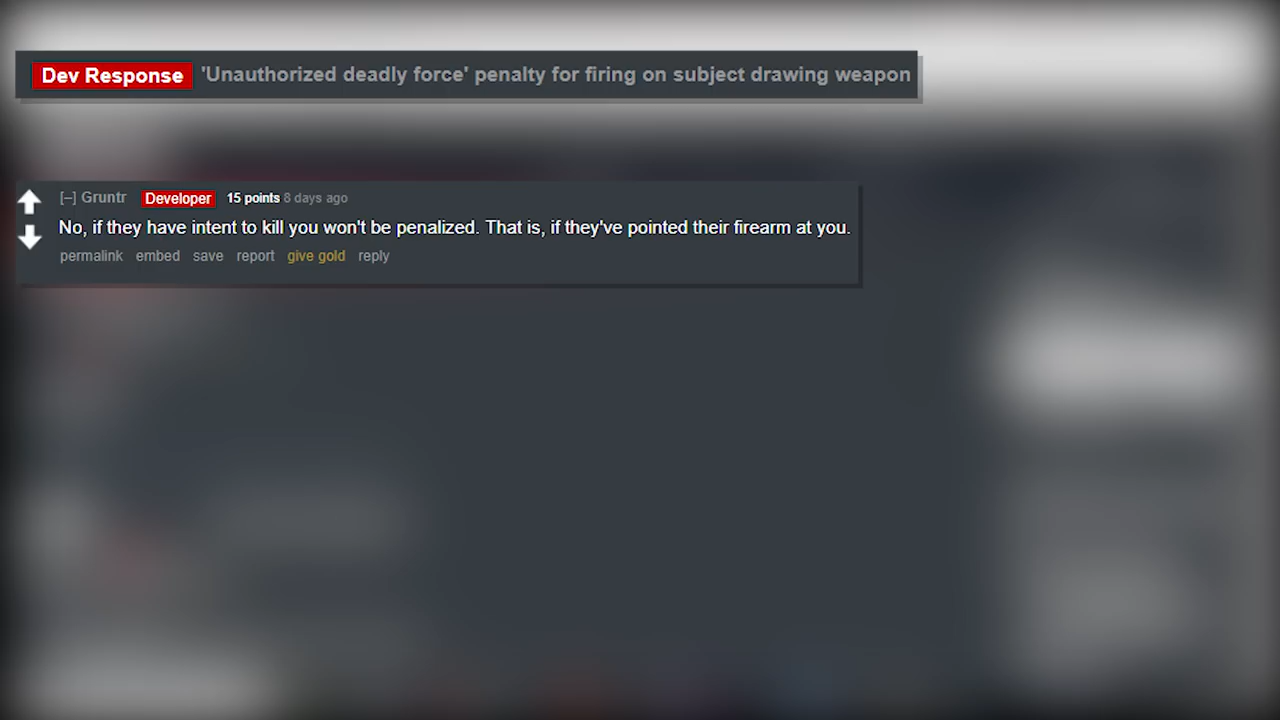 Dev Response 'Unauthorized deadly force' penalty for firing on subject drawing weapon
[–] Gruntr Developer 15 points 8 days ago
No, if they have intent to kill you won't be penalized. That is, if they've pointed their firearm at you.
permalink embed save report give gold reply